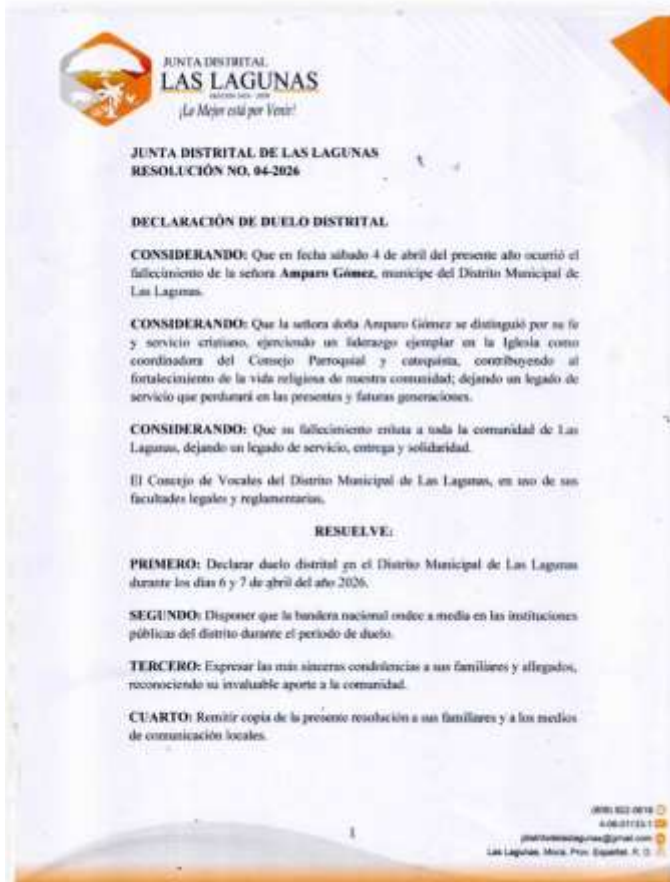 JUNTA DISTRITAL
LAS LAGUNAS
¡Lo Mejor está por Venir!
JUNTA DISTRITAL DE LAS LAGUNAS
RESOLUCIÓN NO. 04-2026
DECLARACIÓN DE DUELO DISTRITAL
CONSIDERANDO: Que en fecha sábado 4 de abril del presente año ocurrió el
fallecimiento de la señora Amparo Gómez, munícipe del Distrito Municipal de
Las Lagunas.
CONSIDERANDO: Que la señora doña Amparo Gómez se distinguió por su fe
y servicio cristiano, ejerciendo un liderazgo ejemplar en la Iglesia como
coordinadora del Consejo Parroquial y catequista, contribuyendo al
fortalecimiento de la vida religiosa de nuestra comunidad; dejando un legado de
servicio que perdurará en las presentes y futuras generaciones.
CONSIDERANDO: Que su fallecimiento enluta a toda la comunidad de Las
Lagunas, dejando un legado de servicio, entrega y solidaridad.
El Concejo de Vocales del Distrito Municipal de Las Lagunas, en uso de sus
facultades legales y reglamentarias,
RESUELVE:
PRIMERO: Declarar duelo distrital en el Distrito Municipal de Las Lagunas
durante los días 6 y 7 de abril del año 2026.
SEGUNDO: Disponer que la bandera nacional ondee a media en las instituciones
públicas del distrito durante el periodo de duelo.
TERCERO: Expresar las más sinceras condolencias a sus familiares y allegados,
reconociendo su invaluable aporte a la comunidad.
CUARTO: Remitir copia de la presente resolución a sus familiares y a los medios
de comunicación locales.
1
Las Lagunas, Moca, Prov. Espaillat, R. D.